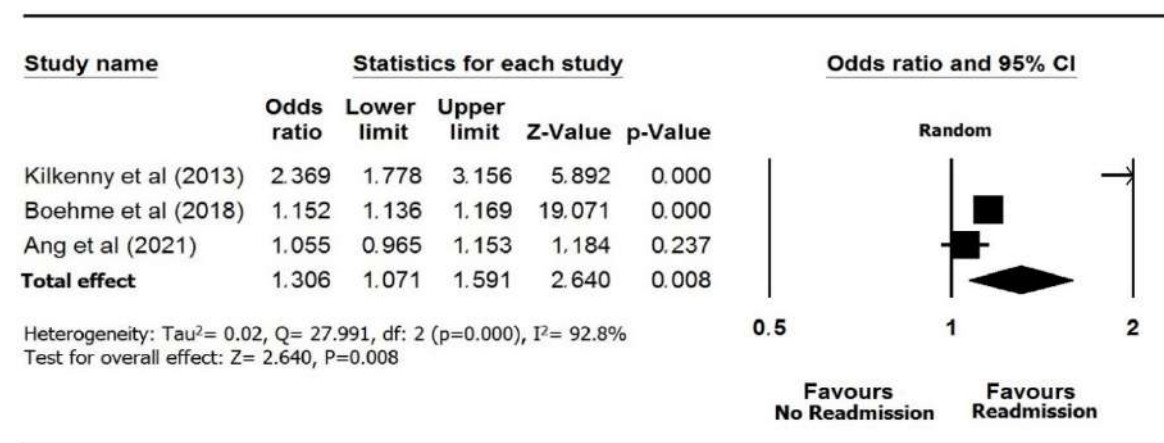 Study name Statistics for each study Odds ratio and 95% CI
Odds ratio Lower limit Upper limit Z-Value p-Value
Random
Kilkenny et al (2013) 2.369 1.778 3.156 5.892 0.000
Boehme et al (2018) 1.152 1.136 1.169 19.071 0.000
Ang et al (2021) 1.055 0.965 1.153 1.184 0.237
Total effect 1.306 1.071 1.591 2.640 0.008
Heterogeneity: Tau²= 0.02, Q= 27.991, df: 2 (p=0.000), I²= 92.8%
Test for overall effect: Z= 2.640, P=0.008
0.5 1 2
Favours No Readmission
Favours Readmission